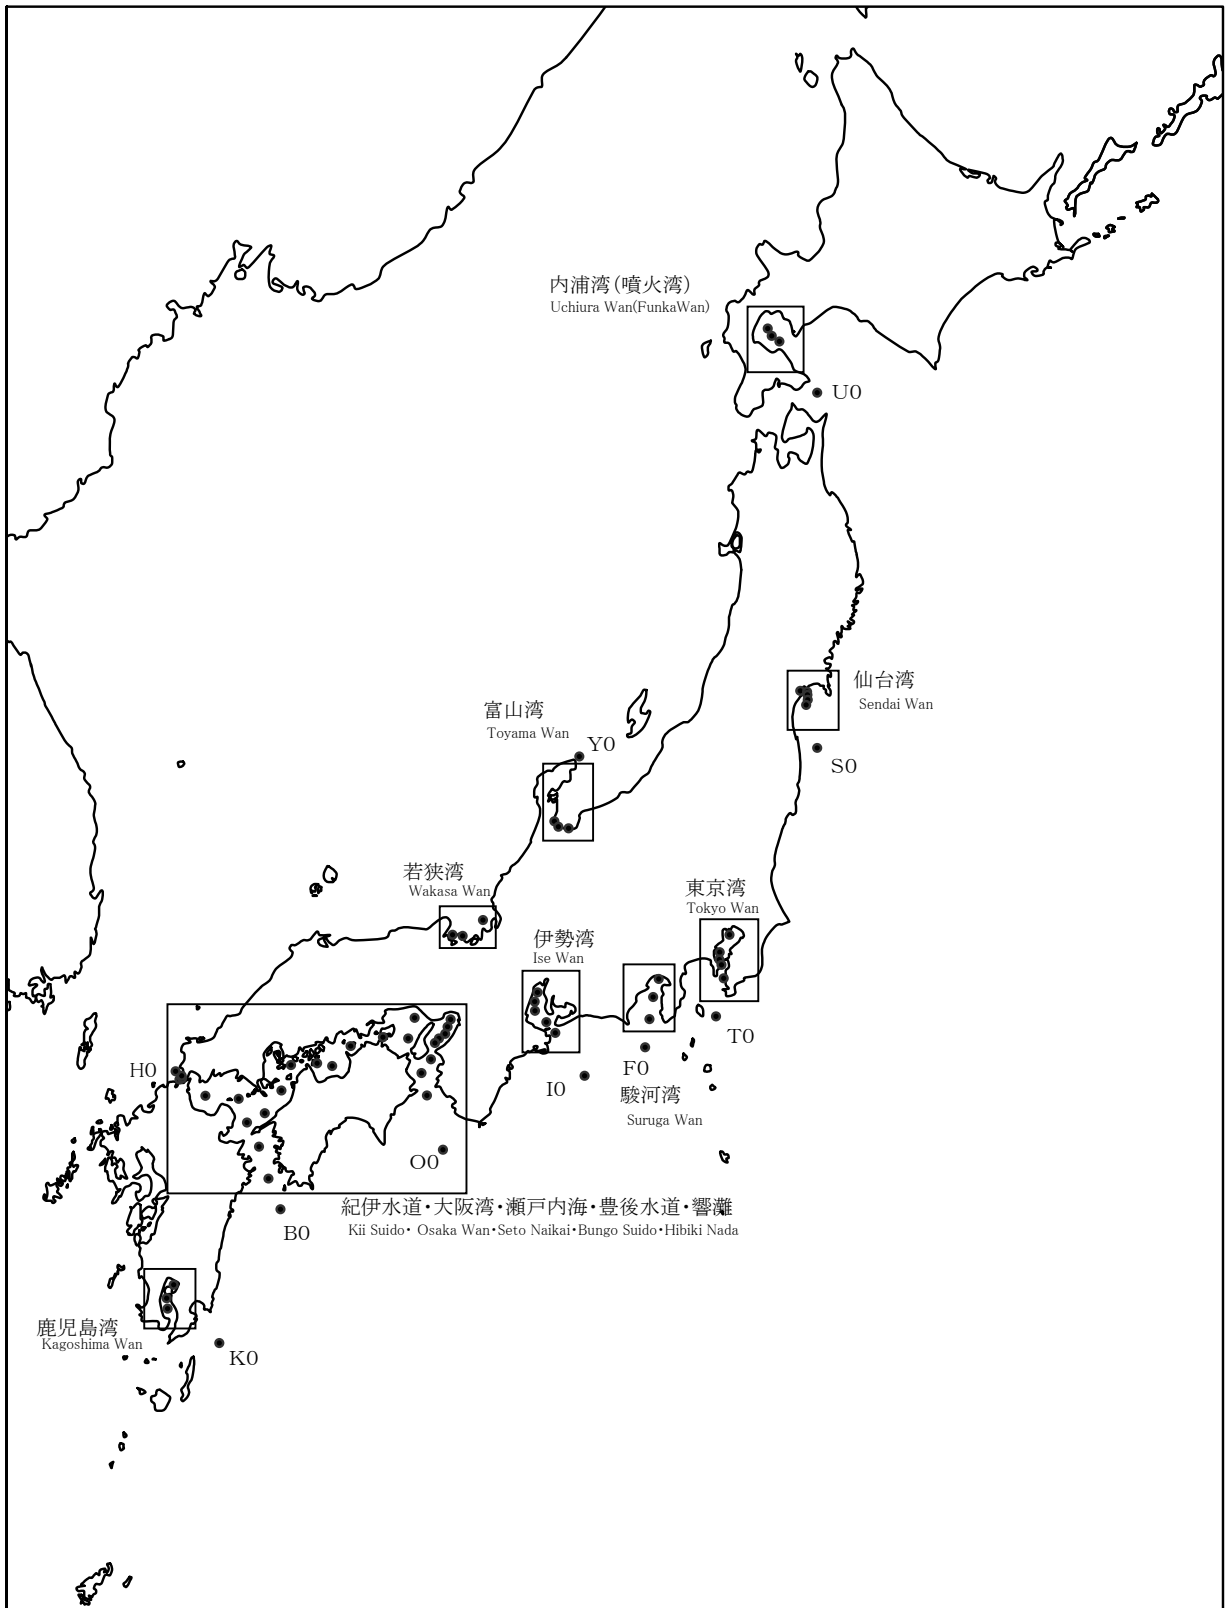 内浦湾(噴火湾)
Uchiura Wan(FunkaWan)
U0
仙台湾
Sendai Wan
S0
富山湾
Toyama Wan
Y0
若狭湾
Wakasa Wan
東京湾
Tokyo Wan
伊勢湾
Ise Wan
T0
F0
駿河湾
Suruga Wan
I0
H0
O0
紀伊水道・大阪湾・瀬戸内海・豊後水道・響灘
Kii Suido・ Osaka Wan・Seto Naikai・Bungo Suido・Hibiki Nada
B0
鹿児島湾
Kagoshima Wan
K0